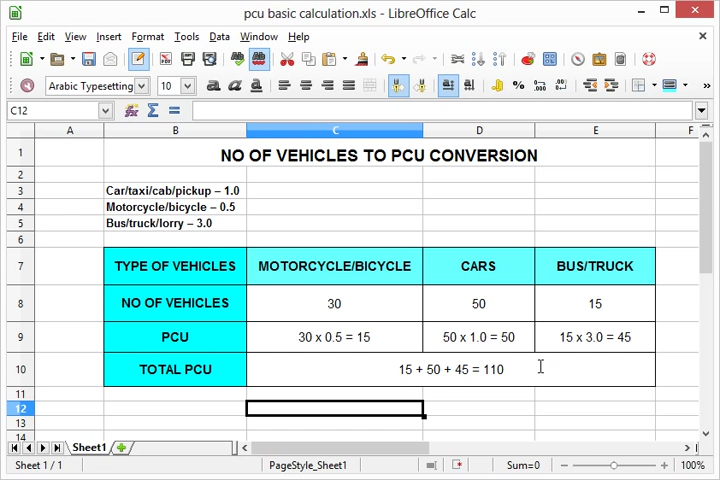 pcu basic calculation.xls - LibreOffice Calc
File Edit View Insert Format Tools Data Window Help
Arabic Typesetting 10
C12
A B C D E F
1 NO OF VEHICLES TO PCU CONVERSION
2
3 Car/taxi/cab/pickup – 1.0
4 Motorcycle/bicycle – 0.5
5 Bus/truck/lorry – 3.0
6
7 TYPE OF VEHICLES MOTORCYCLE/BICYCLE CARS BUS/TRUCK
8 NO OF VEHICLES 30 50 15
9 PCU 30 x 0.5 = 15 50 x 1.0 = 50 15 x 3.0 = 45
10 TOTAL PCU 15 + 50 + 45 = 110
11
12
13
14
Sheet1
Sheet 1 / 1 PageStyle_Sheet1 Sum=0 100%